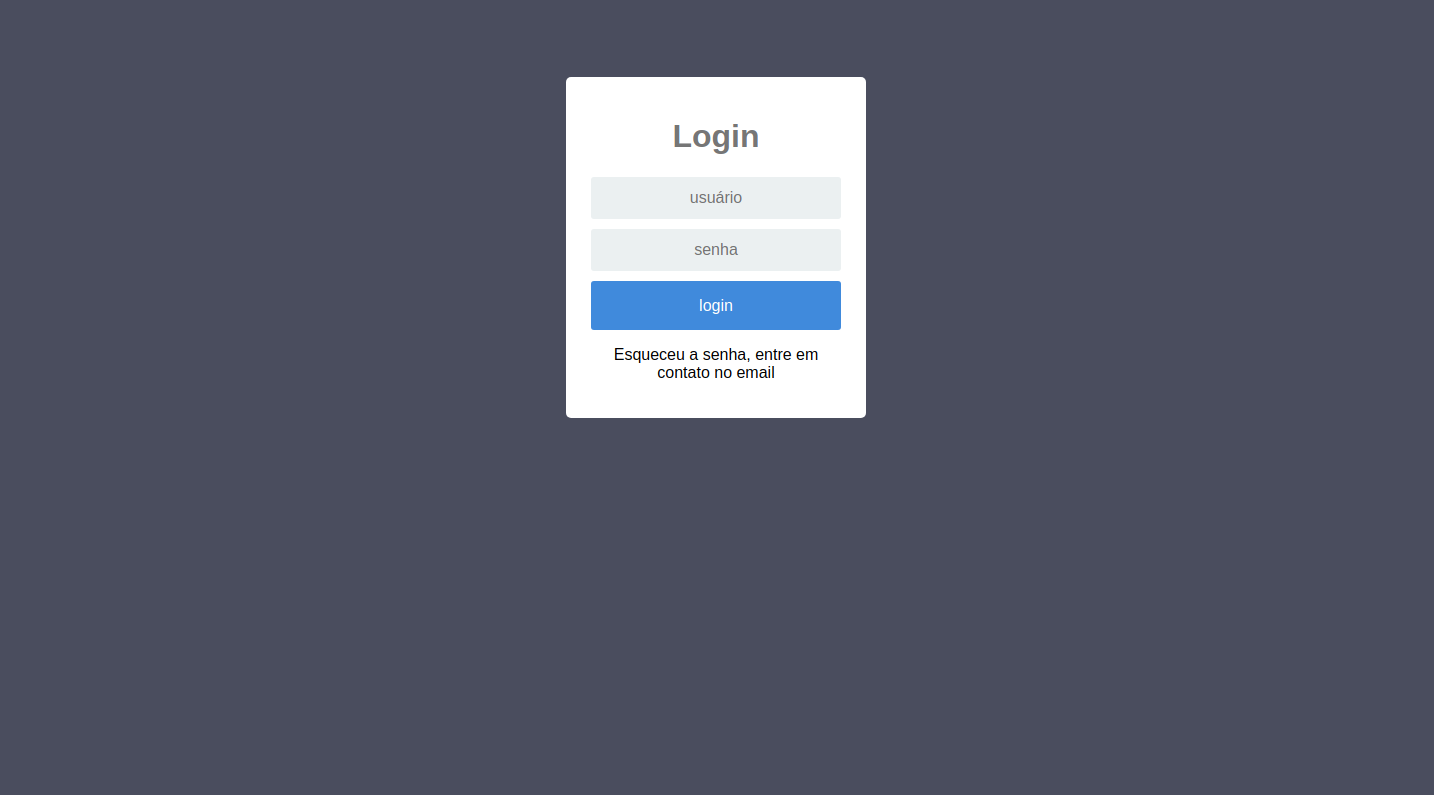 Login
usuário
senha
login
Esqueceu a senha, entre em
contato no email